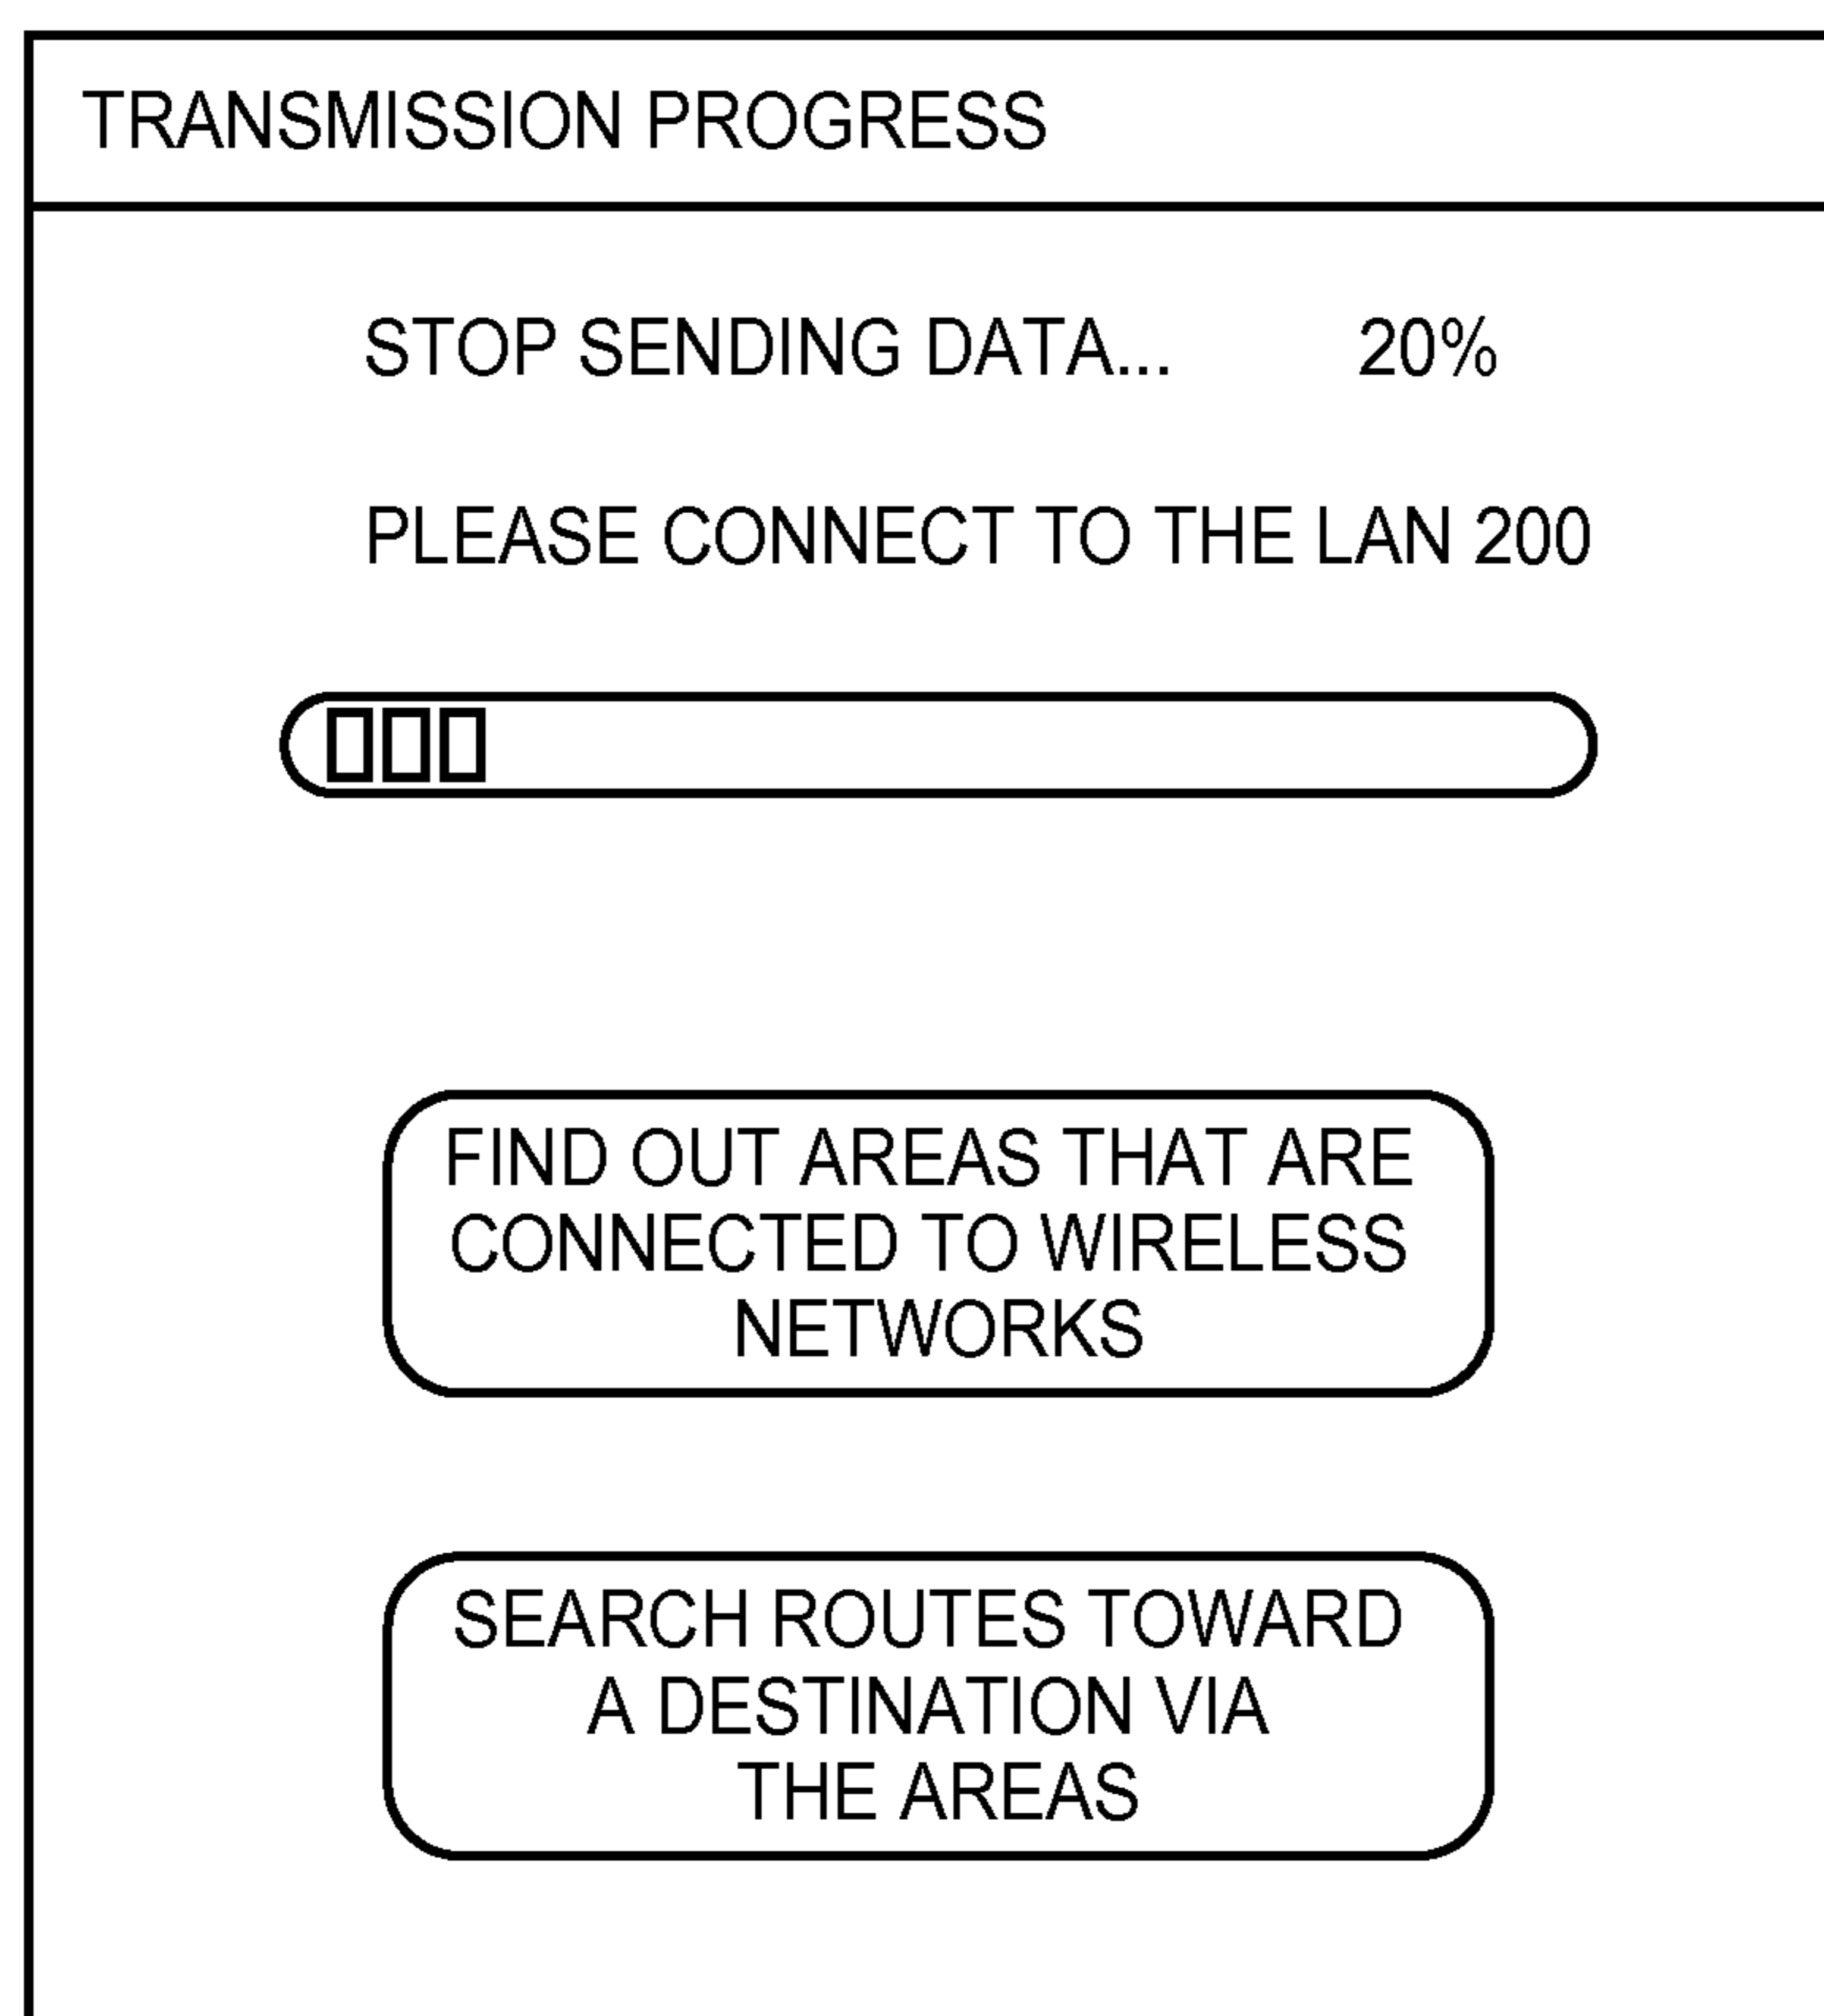 TRANSMISSION PROGRESS
STOP SENDING DATA... 20%
PLEASE CONNECT TO THE LAN 200
FIND OUT AREAS THAT ARE
CONNECTED TO WIRELESS
NETWORKS
SEARCH ROUTES TOWARD
A DESTINATION VIA
THE AREAS